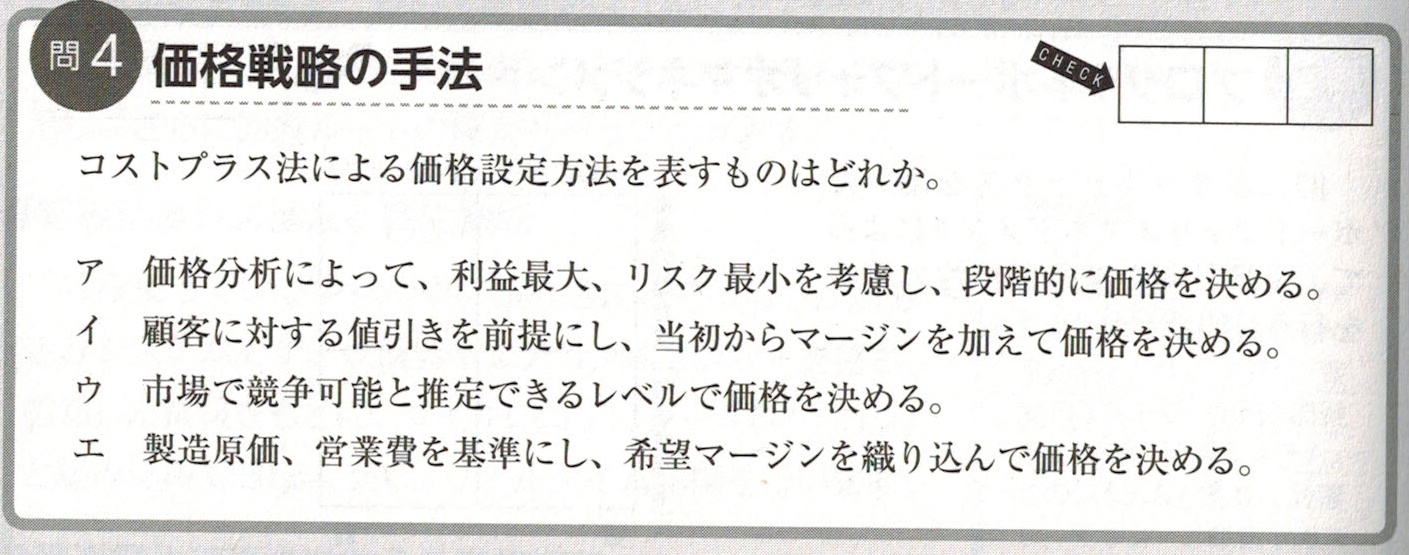 問4 価格戦略の手法
CHECK
コストプラス法による価格設定方法を表すものはどれか。
ア 価格分析によって、利益最大、リスク最小を考慮し、段階的に価格を決める。
イ 顧客に対する値引きを前提にし、当初からマージンを加えて価格を決める。
ウ 市場で競争可能と推定できるレベルで価格を決める。
エ 製造原価、営業費を基準にし、希望マージンを織り込んで価格を決める。